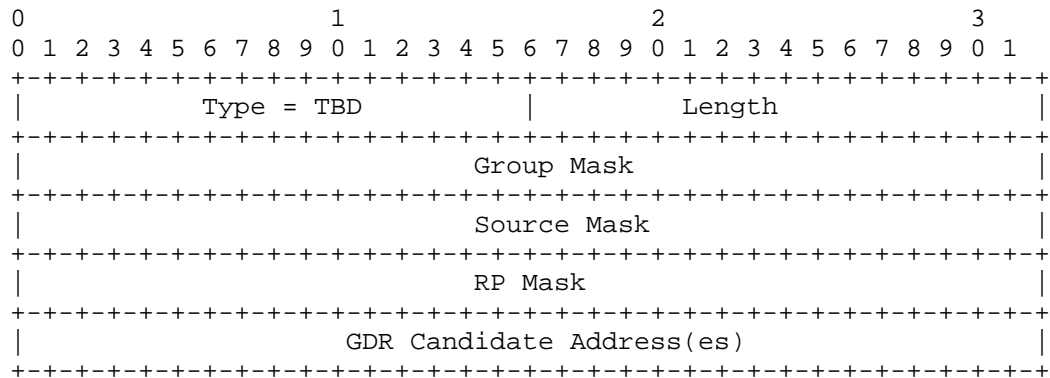 0                   1                   2                   3
0 1 2 3 4 5 6 7 8 9 0 1 2 3 4 5 6 7 8 9 0 1 2 3 4 5 6 7 8 9 0 1
+-+-+-+-+-+-+-+-+-+-+-+-+-+-+-+-+-+-+-+-+-+-+-+-+-+-+-+-+-+-+-+-+
|           Type = TBD          |         Length                |
+-+-+-+-+-+-+-+-+-+-+-+-+-+-+-+-+-+-+-+-+-+-+-+-+-+-+-+-+-+-+-+-+
|                            Group Mask                         |
+-+-+-+-+-+-+-+-+-+-+-+-+-+-+-+-+-+-+-+-+-+-+-+-+-+-+-+-+-+-+-+-+
|                            Source Mask                        |
+-+-+-+-+-+-+-+-+-+-+-+-+-+-+-+-+-+-+-+-+-+-+-+-+-+-+-+-+-+-+-+-+
|                            RP Mask                            |
+-+-+-+-+-+-+-+-+-+-+-+-+-+-+-+-+-+-+-+-+-+-+-+-+-+-+-+-+-+-+-+-+
|                    GDR Candidate Address(es)                  |
+-+-+-+-+-+-+-+-+-+-+-+-+-+-+-+-+-+-+-+-+-+-+-+-+-+-+-+-+-+-+-+-+